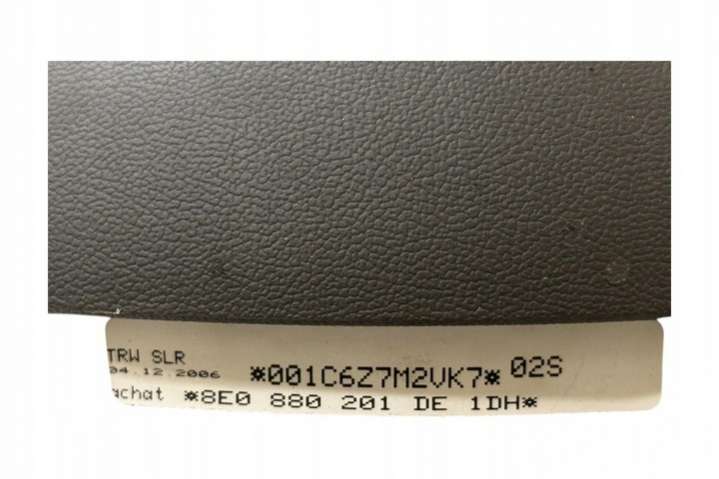 TRW SLR
04.12.2006 *001C6Z7M2VK7* 02S
achat *8E0 880 201 DE 1DH*